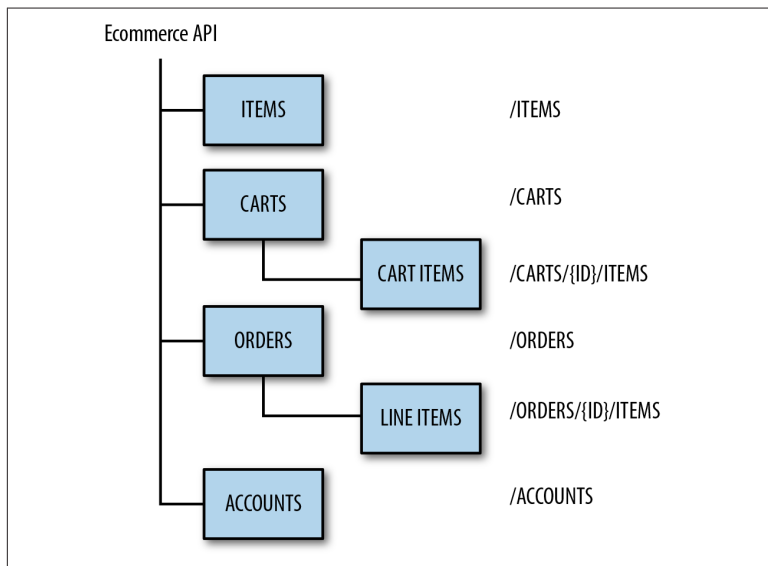 Ecommerce API
ITEMS
/ITEMS
CARTS
/CARTS
CART ITEMS
/CARTS/{ID}/ITEMS
ORDERS
/ORDERS
LINE ITEMS
/ORDERS/{ID}/ITEMS
ACCOUNTS
/ACCOUNTS